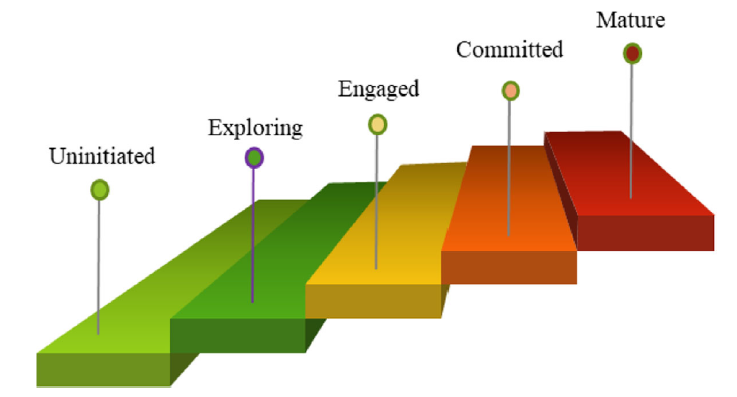 Uninitiated
Exploring
Engaged
Committed
Mature